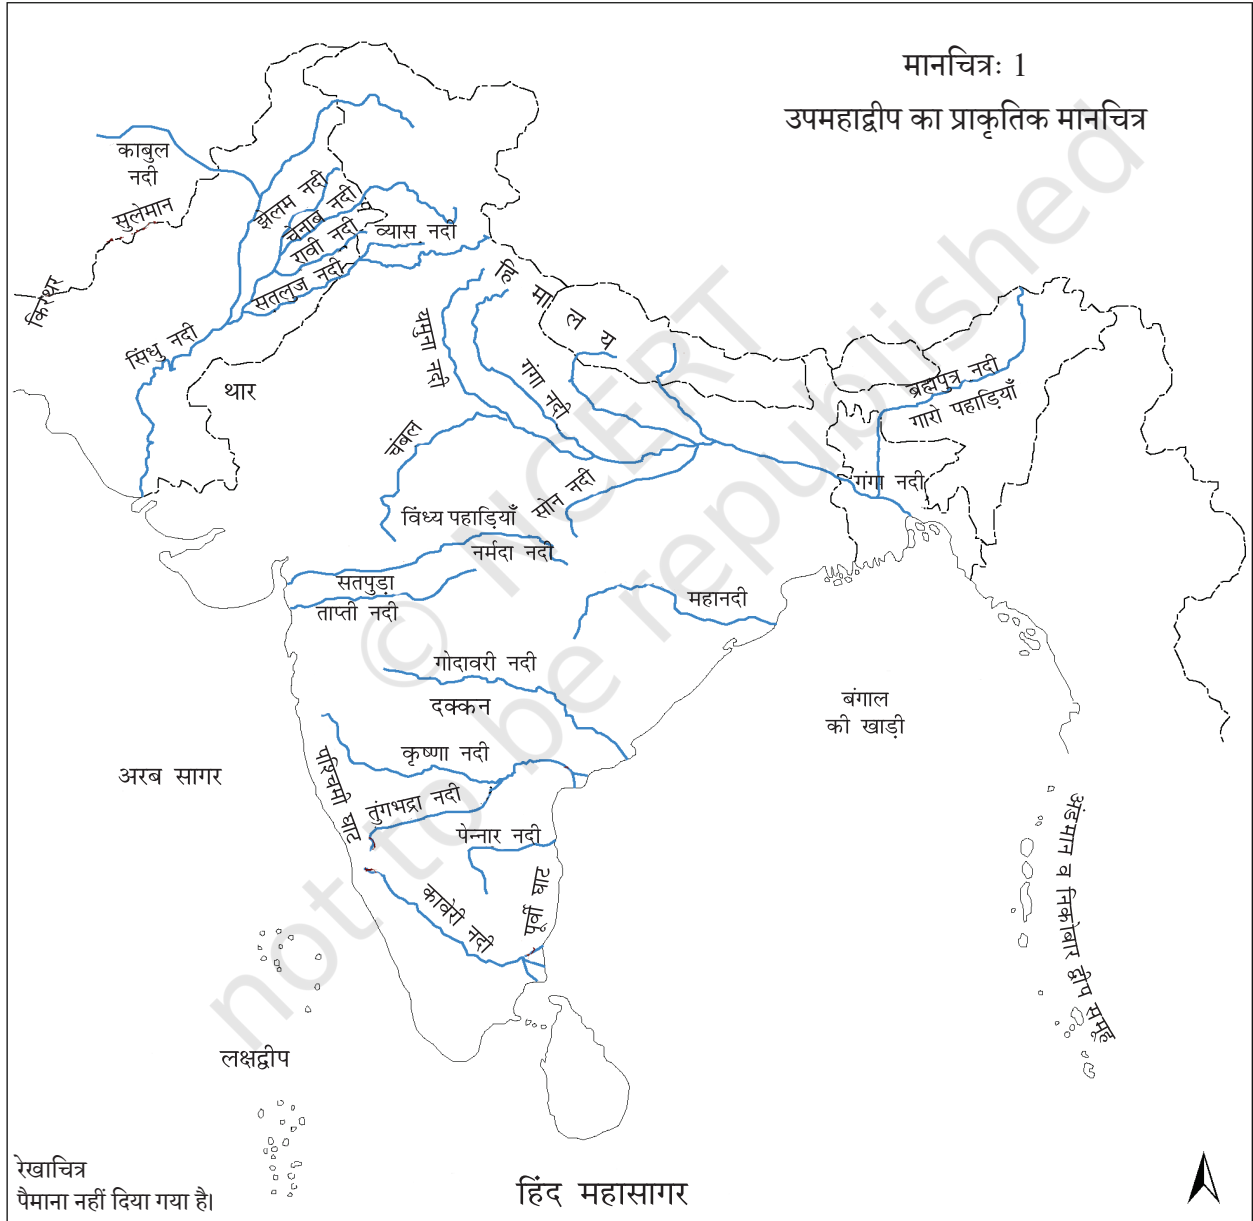 मानचित्रः 1
उपमहाद्वीप का प्राकृतिक मानचित्र
काबुल
नदी
सुलेमान
किरथर
झेलम नदी
चेनाब नदी
रावी नदी
व्यास नदी
सतलुज नदी
सिंधु नदी
थार
हिमालय
यमुना नदी
गंगा नदी
ब्रह्मपुत्र नदी
गारो पहाड़ियाँ
चंबल
सोन नदी
गंगा नदी
विंध्य पहाड़ियाँ
नर्मदा नदी
सतपुड़ा
ताप्ती नदी
महानदी
गोदावरी नदी
दक्कन
बंगाल
की खाड़ी
कृष्णा नदी
अरब सागर
पश्चिमी घाट
तुंगभद्रा नदी
पेन्नार नदी
पूर्वी घाट
कावेरी नदी
अंडमान व निकोबार द्वीप समूह
लक्षद्वीप
हिंद महासागर
रेखाचित्र
पैमाना नहीं दिया गया है।
© NCERT
not to be republished